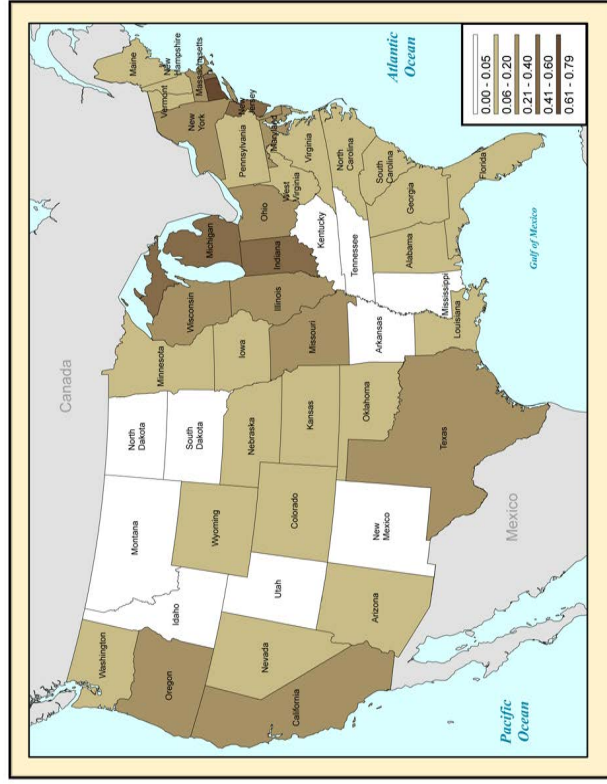 Canada
Washington
Montana
North
Dakota
Minnesota
Maine
Vermont
New
Hampshire
Massachusetts
New
York
Oregon
Idaho
South
Dakota
Wisconsin
Michigan
Wyoming
Iowa
Nebraska
Pennsylvania
New
Jersey
Maryland
Ohio
Indiana
Illinois
West
Virginia
Virginia
Nevada
Utah
Colorado
Kansas
Missouri
Kentucky
California
Arizona
New
Mexico
Oklahoma
Arkansas
Tennessee
North
Carolina
South
Carolina
Texas
Louisiana
Mississippi
Alabama
Georgia
Florida
Mexico
Pacific
Ocean
Atlantic
Ocean
Gulf of Mexico
0.00 - 0.05
0.06 - 0.20
0.21 - 0.40
0.41 - 0.60
0.61 - 0.79